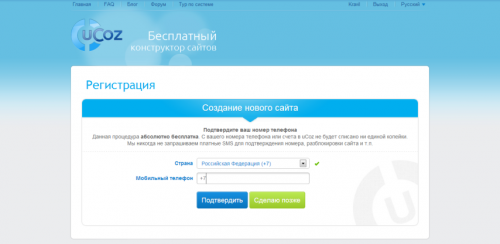 Главная FAQ Блог Форум Тур по системе Выход Русский
uCoz
Бесплатный
конструктор сайтов
Регистрация
Создание нового сайта
Подтвердите ваш номер телефона
Данная процедура абсолютно бесплатна. С вашего номера телефона или счета в uCoz не будет списано ни единой копейки.
Мы никогда не запрашиваем платные SMS для подтверждения номера, разблокировки сайта и т.п.
Страна Российская Федерация (+7)
Мобильный телефон +7
Подтвердить Сделаю позже